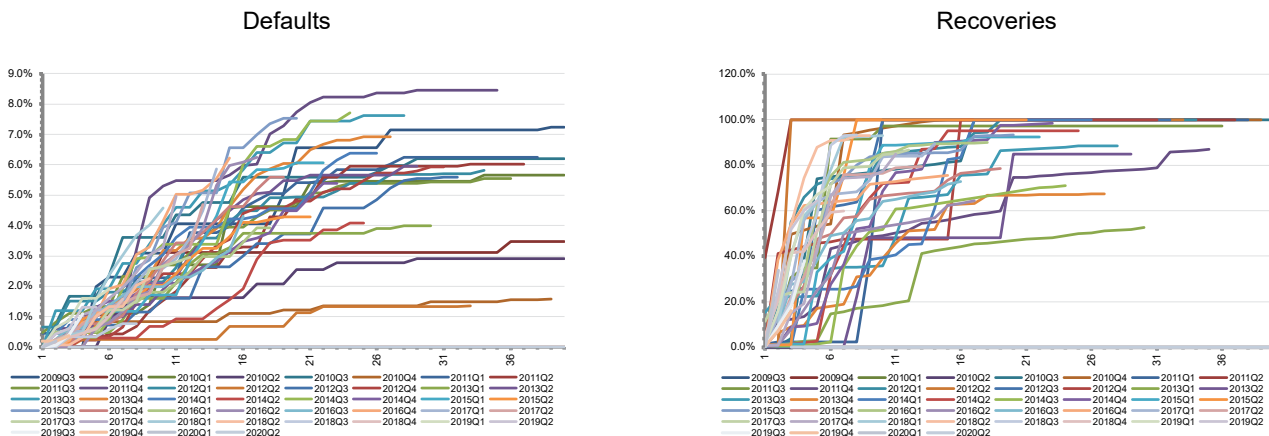 Defaults
9.0%
8.0%
7.0%
6.0%
5.0%
4.0%
3.0%
2.0%
1.0%
0.0%
1 6 11 16 21 26 31 36
2009Q3 2009Q4 2010Q1 2010Q2 2010Q3 2010Q4 2011Q1 2011Q2
2011Q3 2011Q4 2012Q1 2012Q2 2012Q3 2012Q4 2013Q1 2013Q2
2013Q3 2013Q4 2014Q1 2014Q2 2014Q3 2014Q4 2015Q1 2015Q2
2015Q3 2015Q4 2016Q1 2016Q2 2016Q3 2016Q4 2017Q1 2017Q2
2017Q3 2017Q4 2018Q1 2018Q2 2018Q3 2018Q4 2019Q1 2019Q2
2019Q3 2019Q4 2020Q1 2020Q2
Recoveries
120.0%
100.0%
80.0%
60.0%
40.0%
20.0%
0.0%
1 6 11 16 21 26 31 36
2009Q3 2009Q4 2010Q1 2010Q2 2010Q3 2010Q4 2011Q1 2011Q2
2011Q3 2011Q4 2012Q1 2012Q2 2012Q3 2012Q4 2013Q1 2013Q2
2013Q3 2013Q4 2014Q1 2014Q2 2014Q3 2014Q4 2015Q1 2015Q2
2015Q3 2015Q4 2016Q1 2016Q2 2016Q3 2016Q4 2017Q1 2017Q2
2017Q3 2017Q4 2018Q1 2018Q2 2018Q3 2018Q4 2019Q1 2019Q2
2019Q3 2019Q4 2020Q1 2020Q2